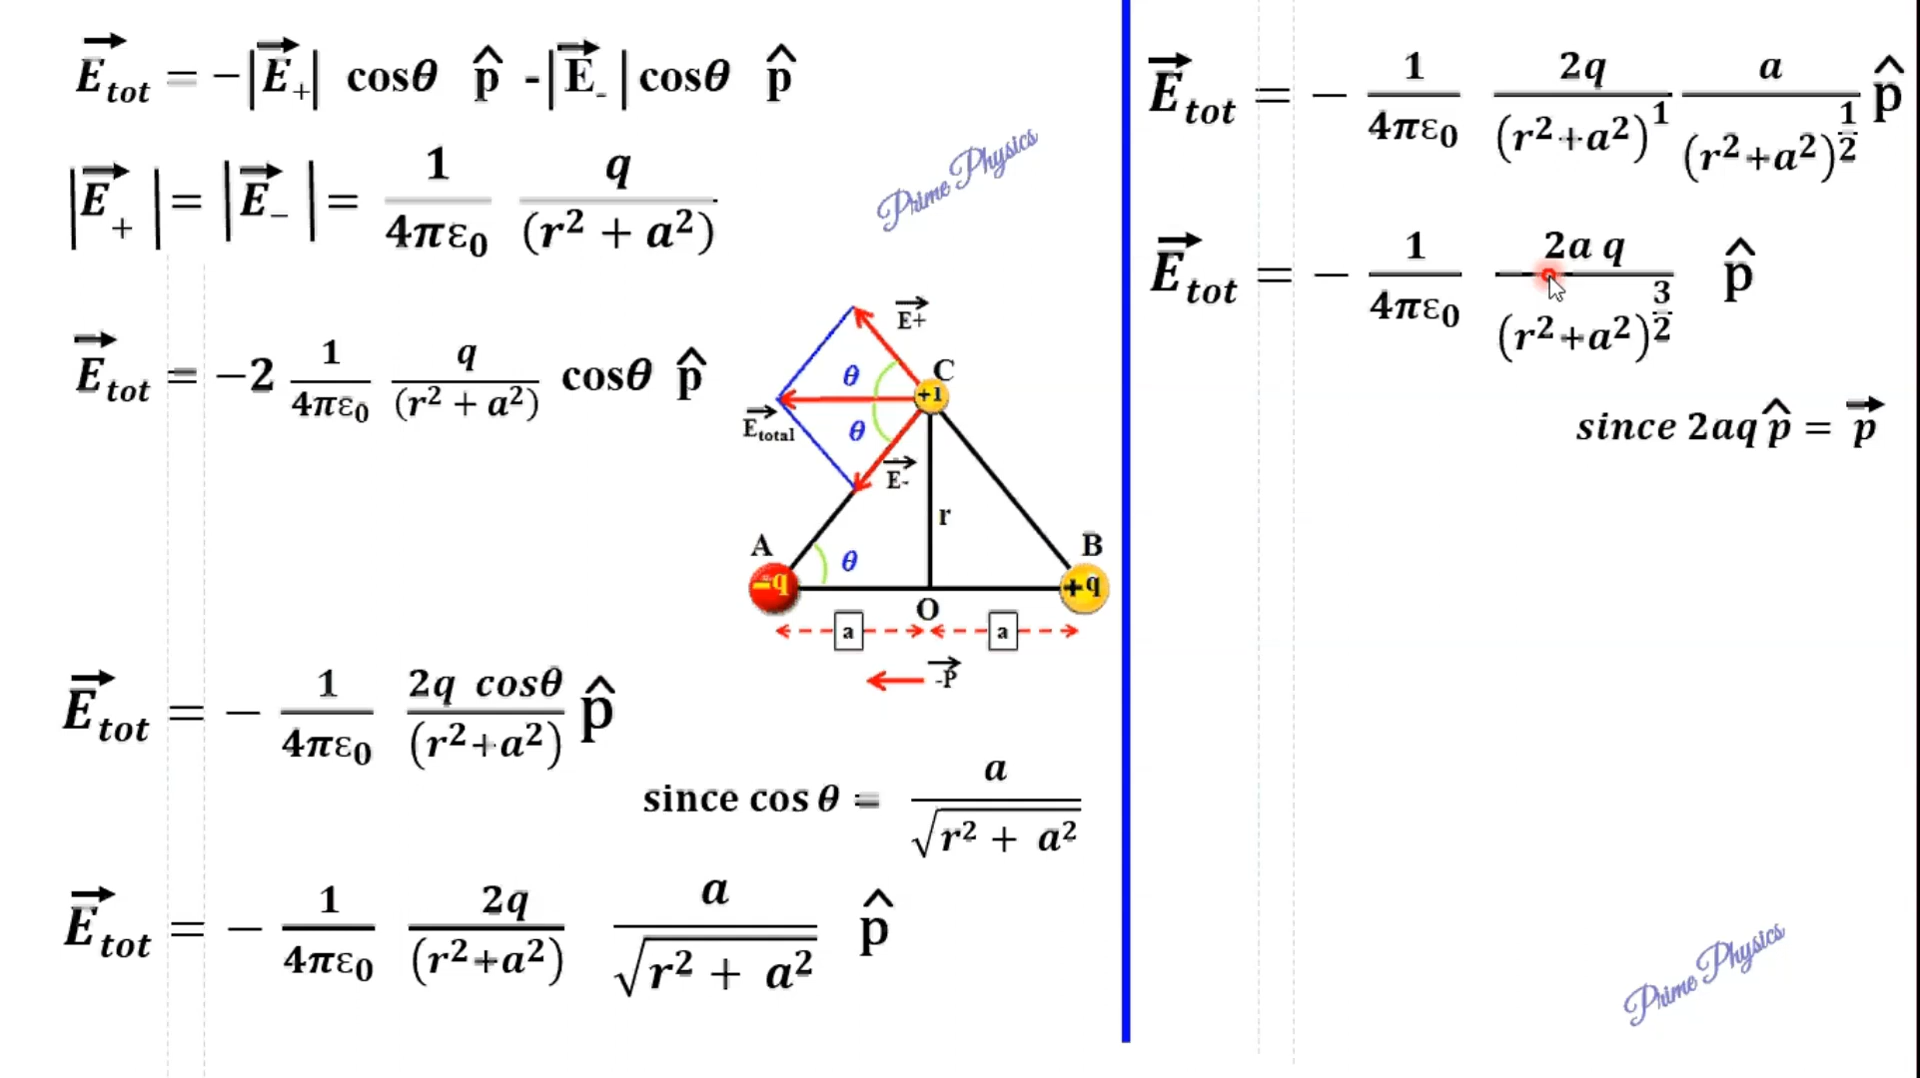 E⃗tot = −|E⃗+| cosθ p̂ -|E⃗-| cosθ p̂
|E⃗+| = |E⃗−| = 1/4πε0 q/(r² + a²)
E⃗tot = −2 1/4πε0 q/(r² + a²) cosθ p̂
E⃗tot = − 1/4πε0 2q cosθ/(r²+a²) p̂
since cos θ = a/√(r² + a²)
E⃗tot = − 1/4πε0 2q/(r²+a²) a/√(r² + a²) p̂
Prime Physics
E⃗+
C
θ
+1
E⃗total
θ
E⃗-
r
A
B
θ
-q
+q
O
a
a
-P⃗
E⃗tot = − 1/4πε0 2q/(r²+a²)^1 a/(r²+a²)^(1/2) p̂
E⃗tot = − 1/4πε0 2a q/(r²+a²)^(3/2) p̂
since 2aq p̂ = p⃗
Prime Physics